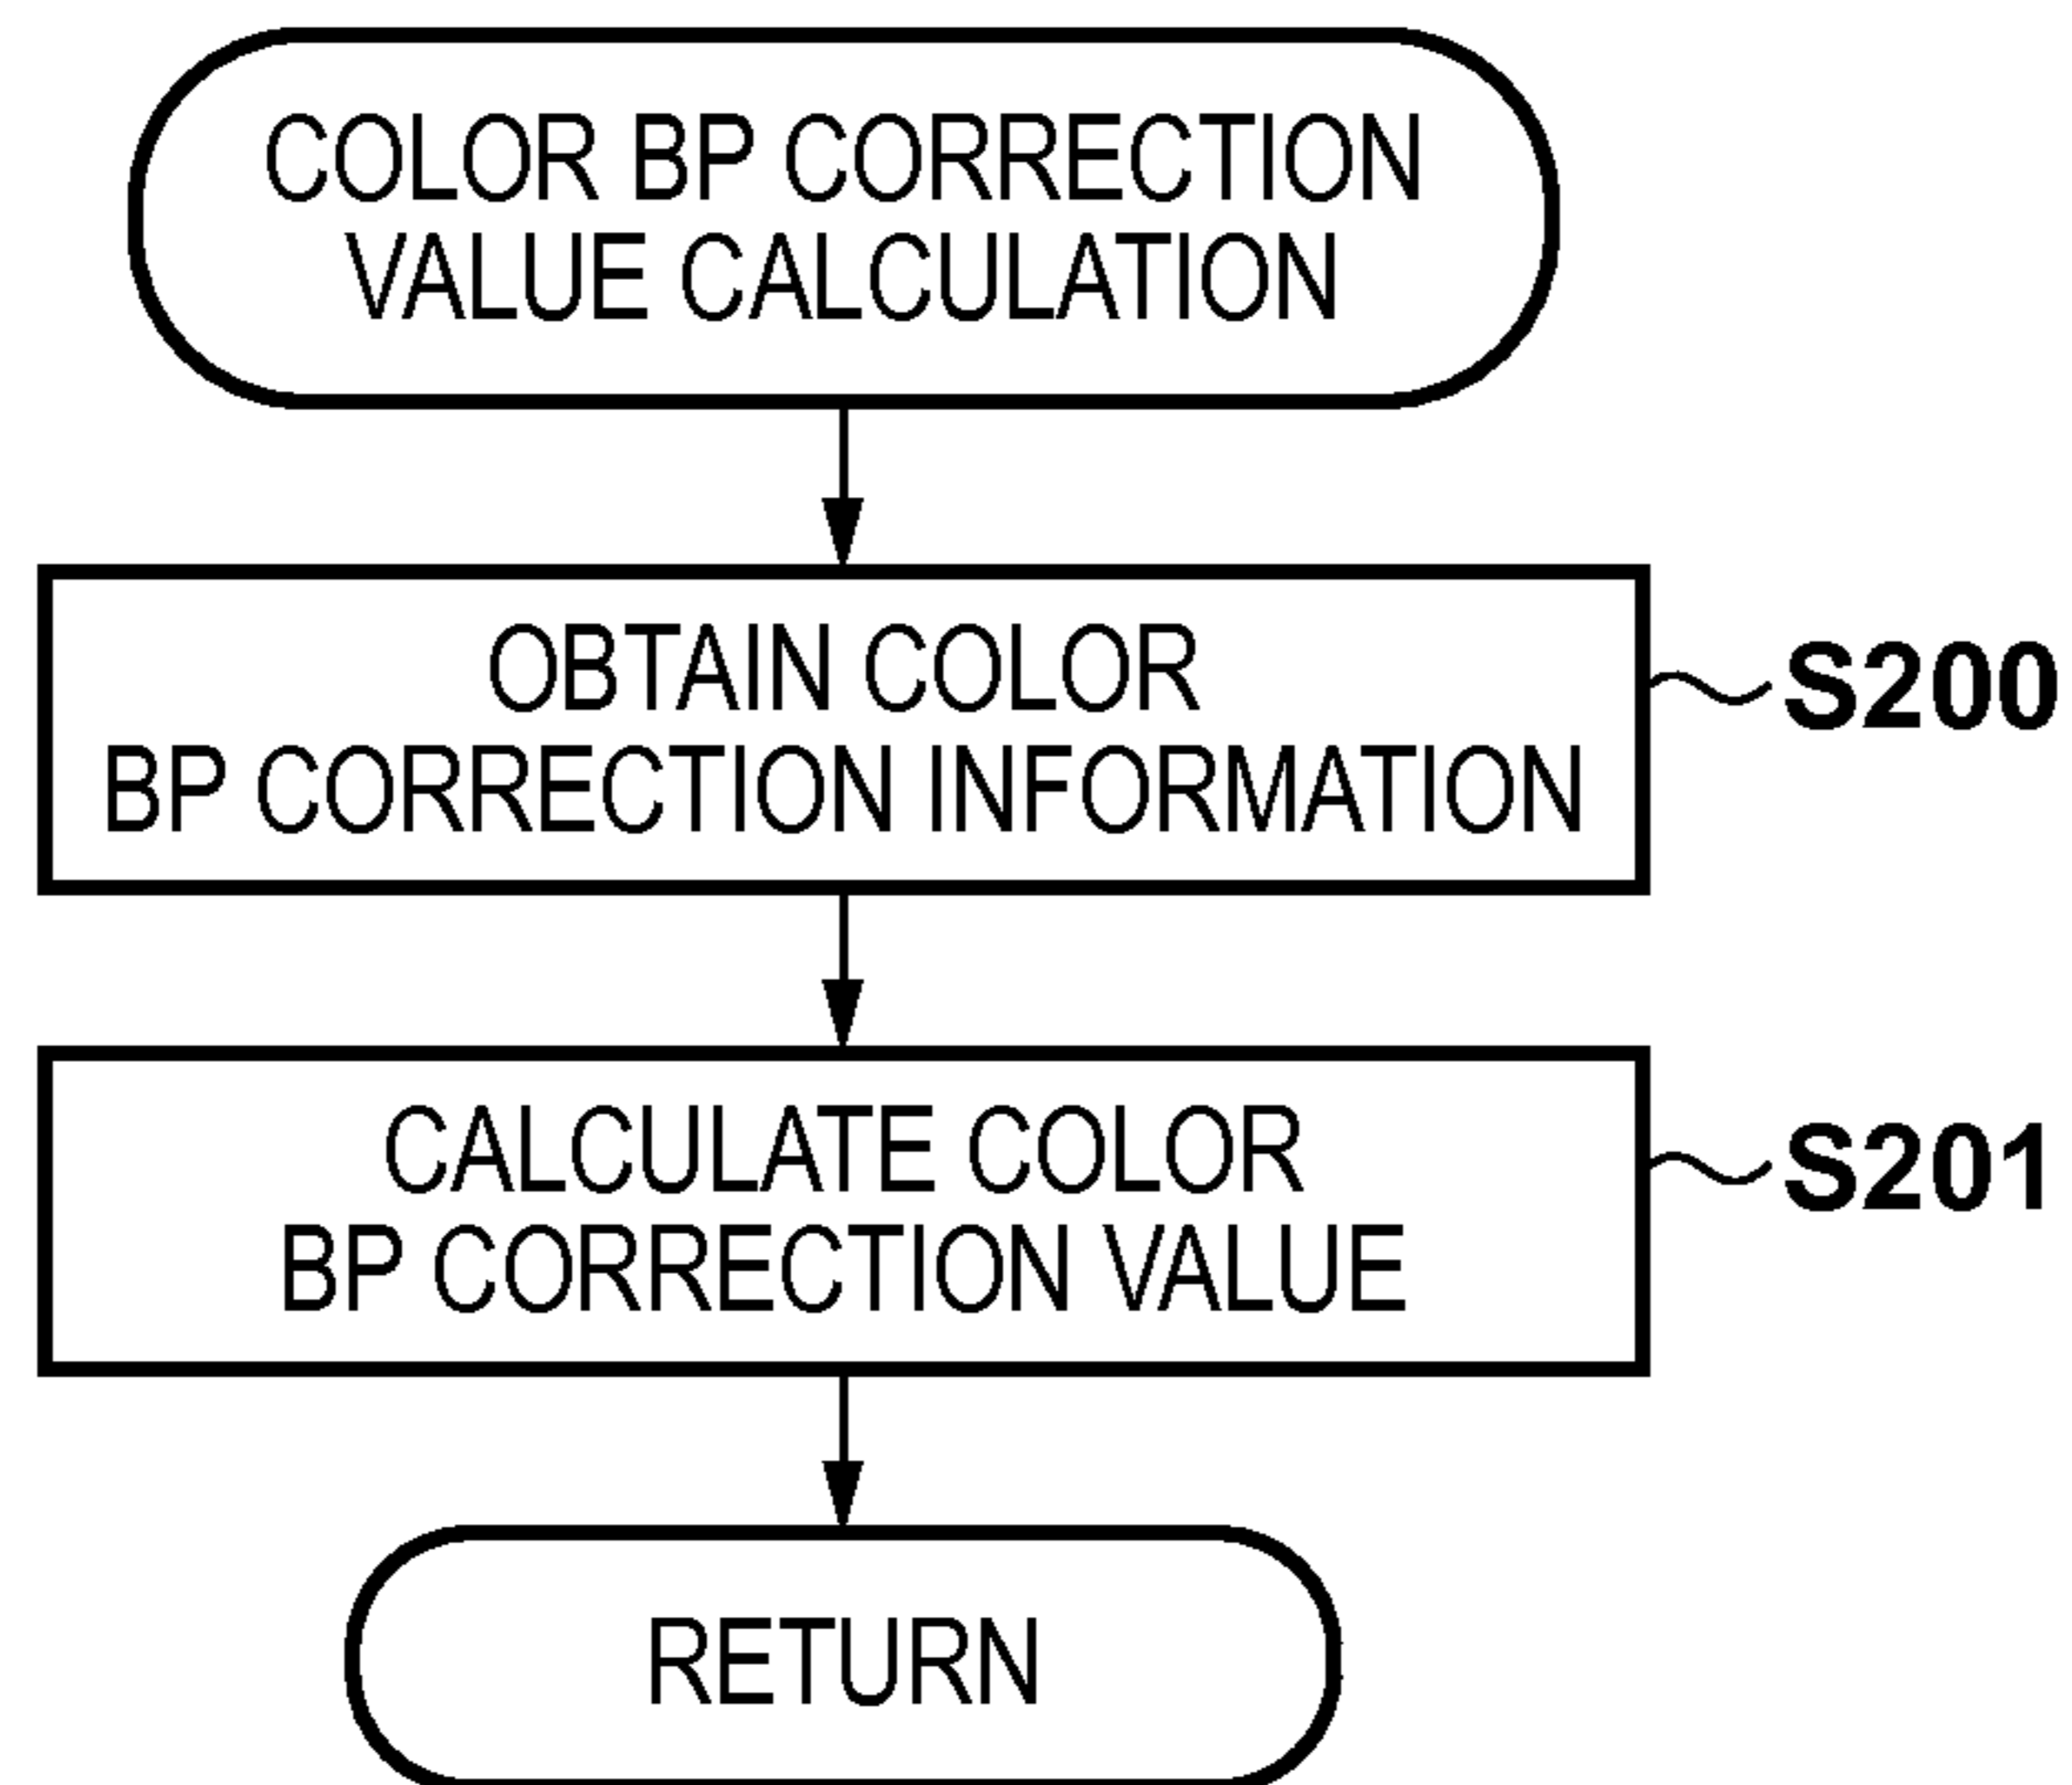 COLOR BP CORRECTION
VALUE CALCULATION
OBTAIN COLOR
BP CORRECTION INFORMATION
S200
CALCULATE COLOR
BP CORRECTION VALUE
S201
RETURN